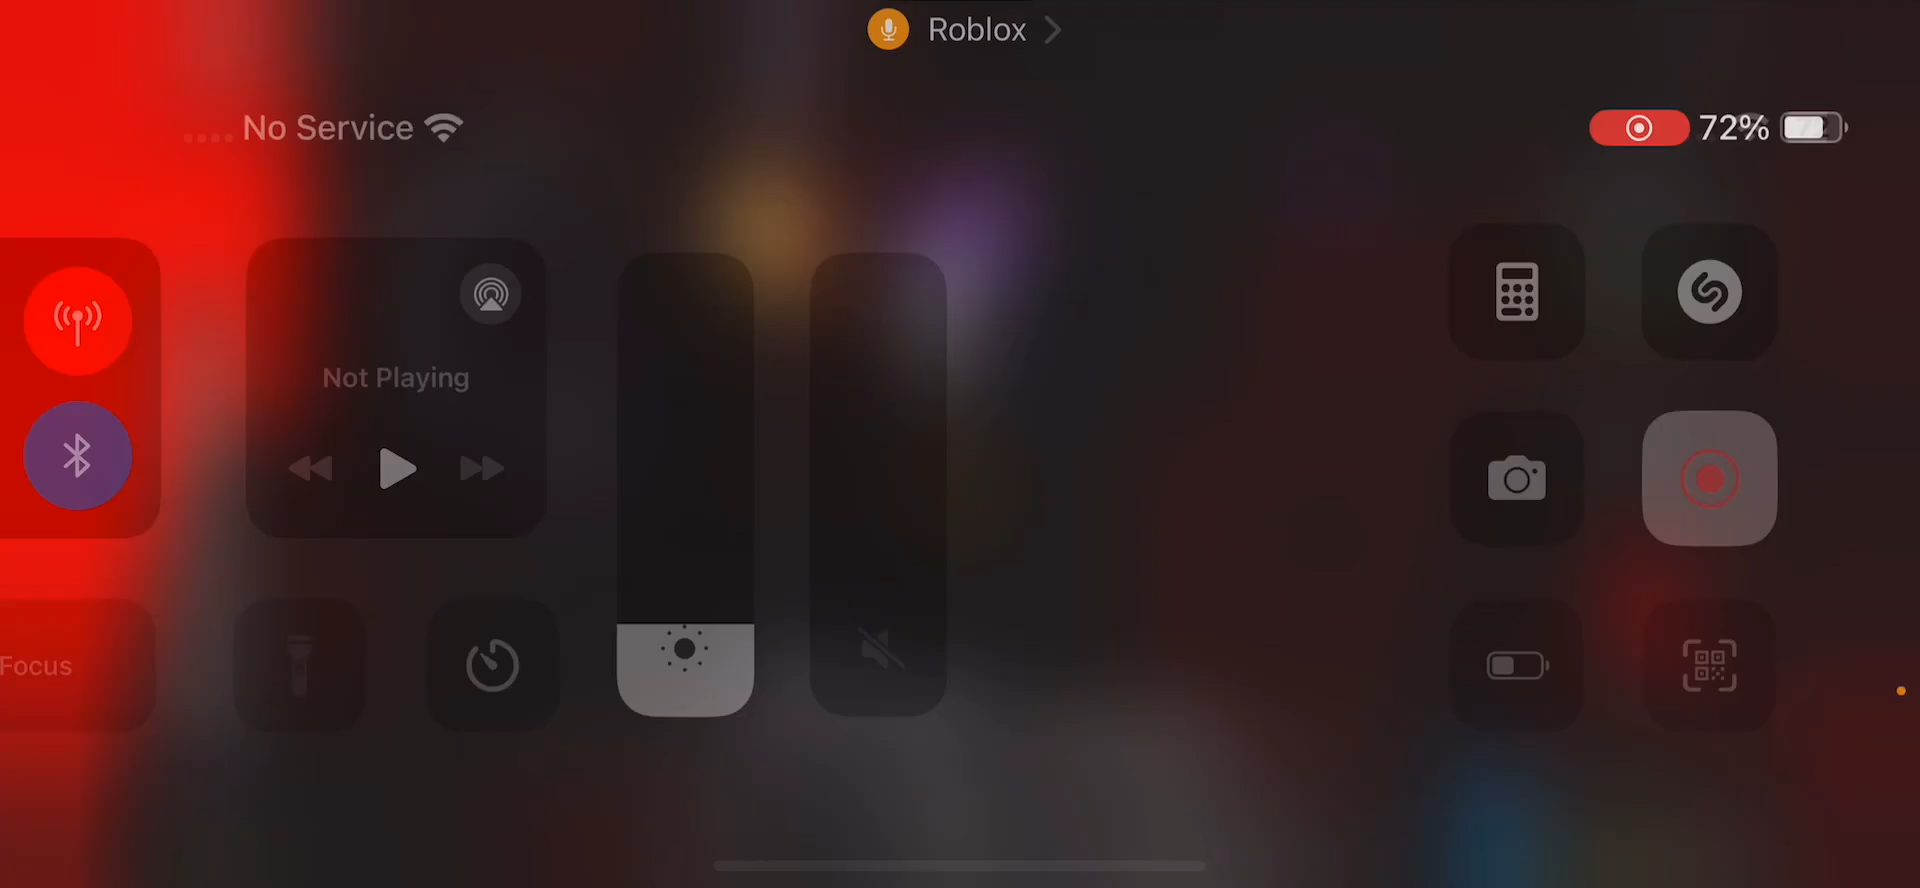 Roblox
No Service
72%
Not Playing
Focus